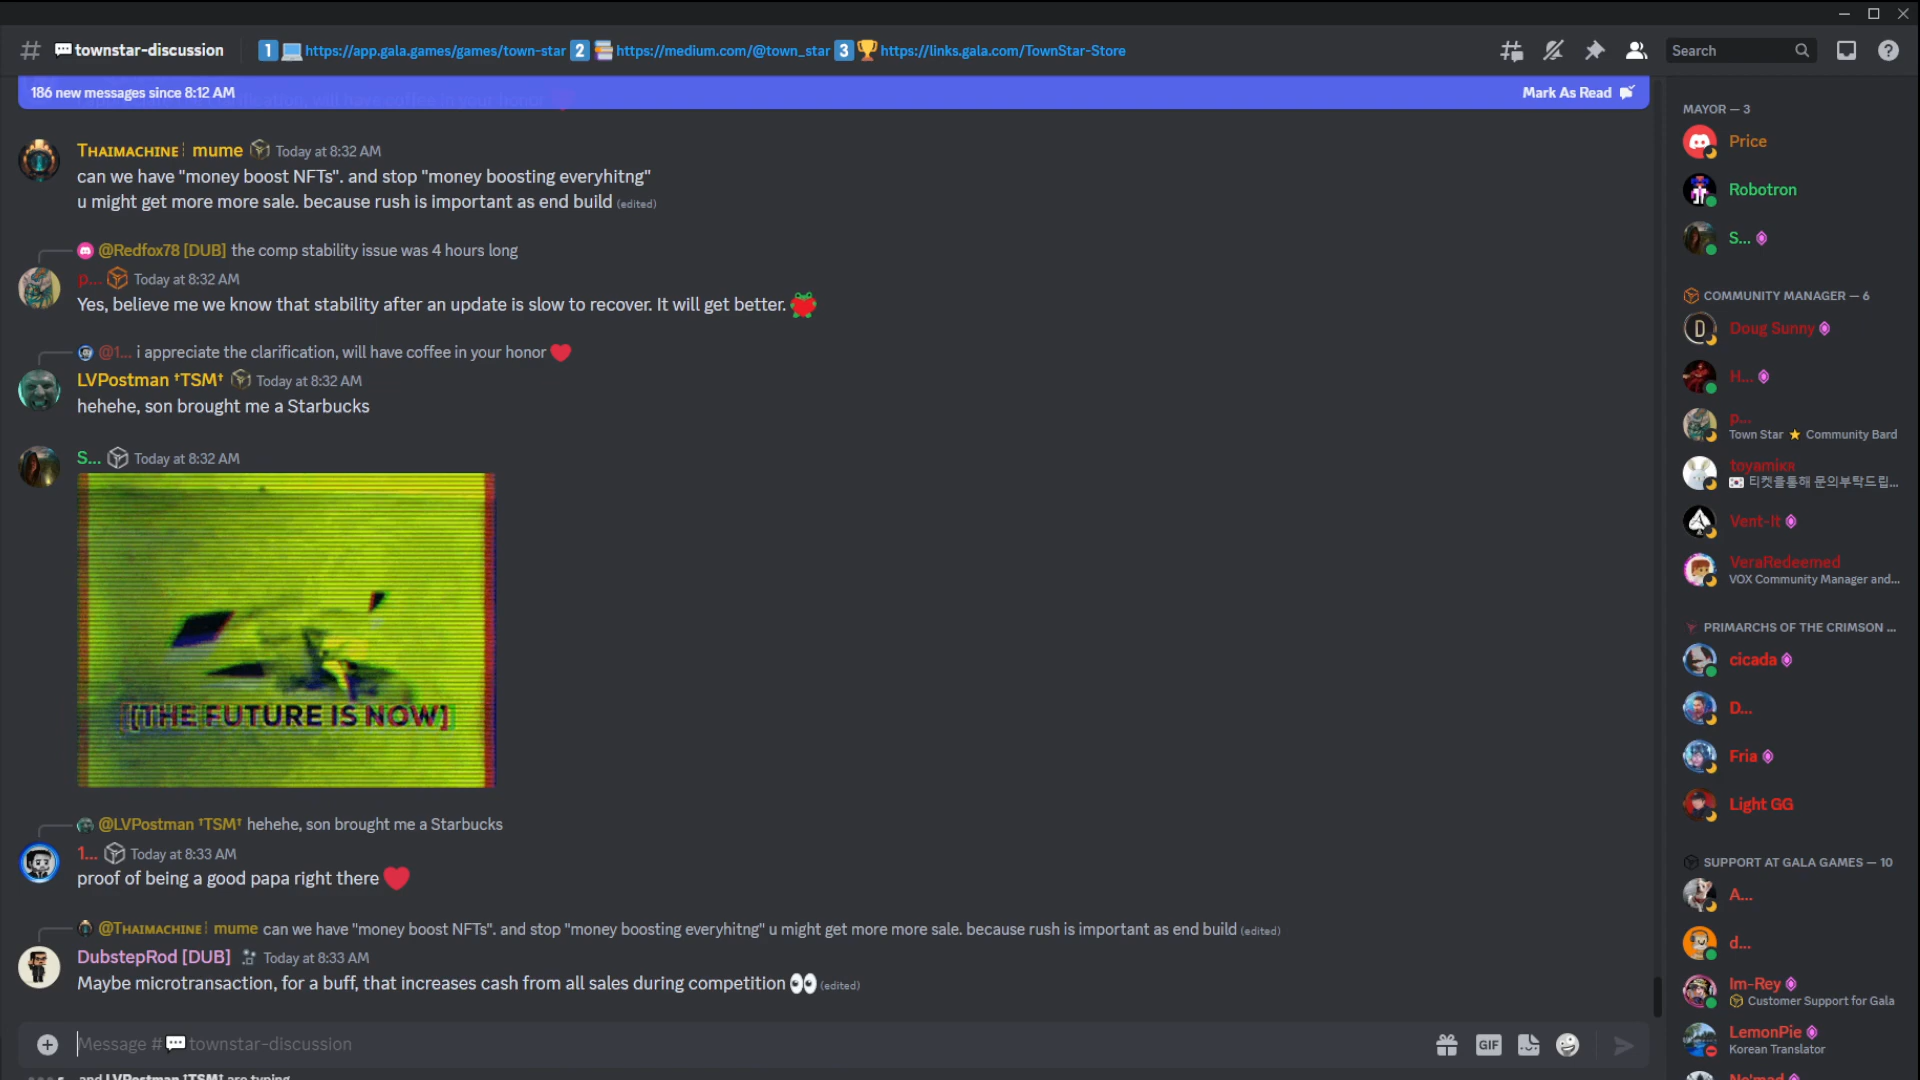 townstar-discussion
1 https://app.gala.games/games/town-star 2 https://medium.com/@town_star 3 https://links.gala.com/TownStar-Store
Search
186 new messages since 8:12 AM
Mark As Read
THAIMACHINE¦ mume Today at 8:32 AM
can we have "money boost NFTs". and stop "money boosting everyhitng"
u might get more more sale. because rush is important as end build (edited)
@Redfox78 [DUB] the comp stability issue was 4 hours long
p... Today at 8:32 AM
Yes, believe me we know that stability after an update is slow to recover. It will get better.
@1... i appreciate the clarification, will have coffee in your honor
LVPostman †TSM† Today at 8:32 AM
hehehe, son brought me a Starbucks
S... Today at 8:32 AM
[[THE FUTURE IS NOW]]
@LVPostman †TSM† hehehe, son brought me a Starbucks
1... Today at 8:33 AM
proof of being a good papa right there
@THAIMACHINE¦ mume can we have "money boost NFTs". and stop "money boosting everyhitng" u might get more more sale. because rush is important as end build (edited)
DubstepRod [DUB] Today at 8:33 AM
Maybe microtransaction, for a buff, that increases cash from all sales during competition (edited)
Message # townstar-discussion
GIF
and LVPostman †TSM† are typing
MAYOR — 3
Price
Robotron
S...
COMMUNITY MANAGER — 6
D
Doug Sunny
H...
p...
Town Star ⭐ Community Bard
toyamiKR
티켓을통해 문의부탁드립...
Vent-It
VeraRedeemed
VOX Community Manager and...
PRIMARCHS OF THE CRIMSON ...
cicada
D...
Fria
Light GG
SUPPORT AT GALA GAMES — 10
A...
d...
Im-Rey
Customer Support for Gala
LemonPie
Korean Translator
No'mad